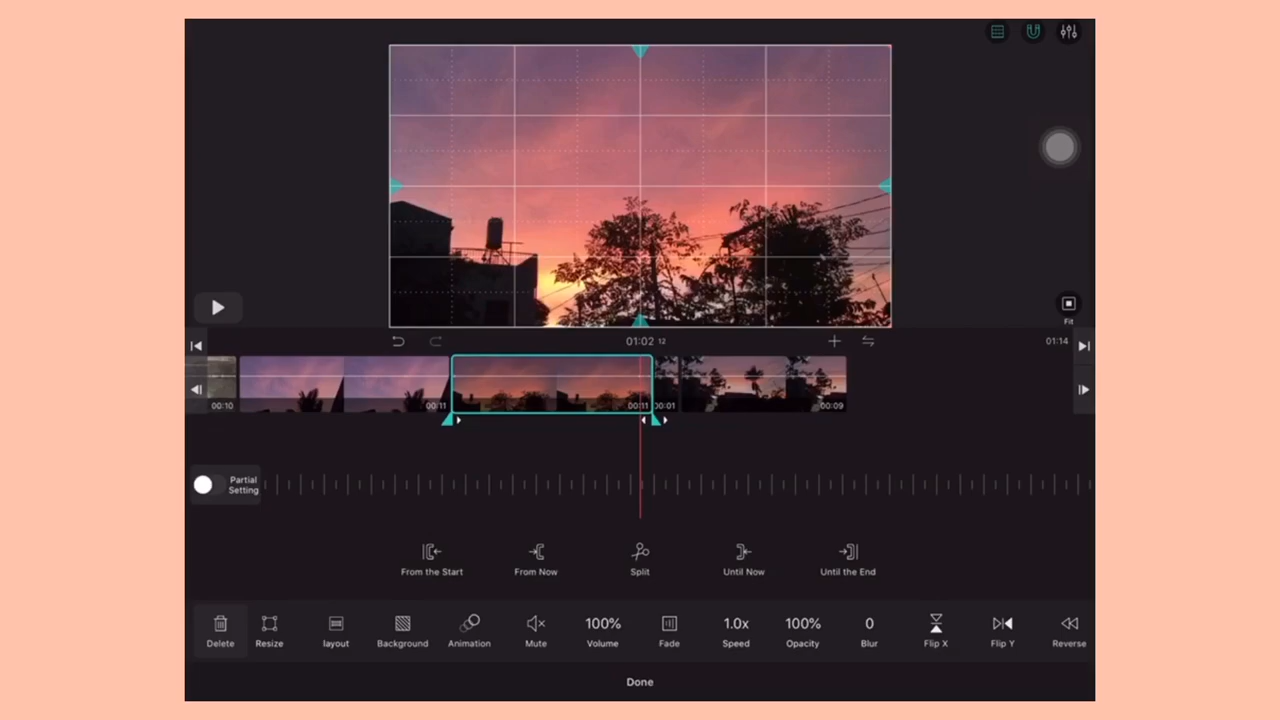 Fit
01:02 12
01:14
00:10
00:11
00:11
00:01
00:09
Partial
Setting
From the Start
From Now
Split
Until Now
Until the End
100%
1.0x
100%
0
Delete
Resize
layout
Background
Animation
Mute
Volume
Fade
Speed
Opacity
Blur
Flip X
Flip Y
Reverse
Done